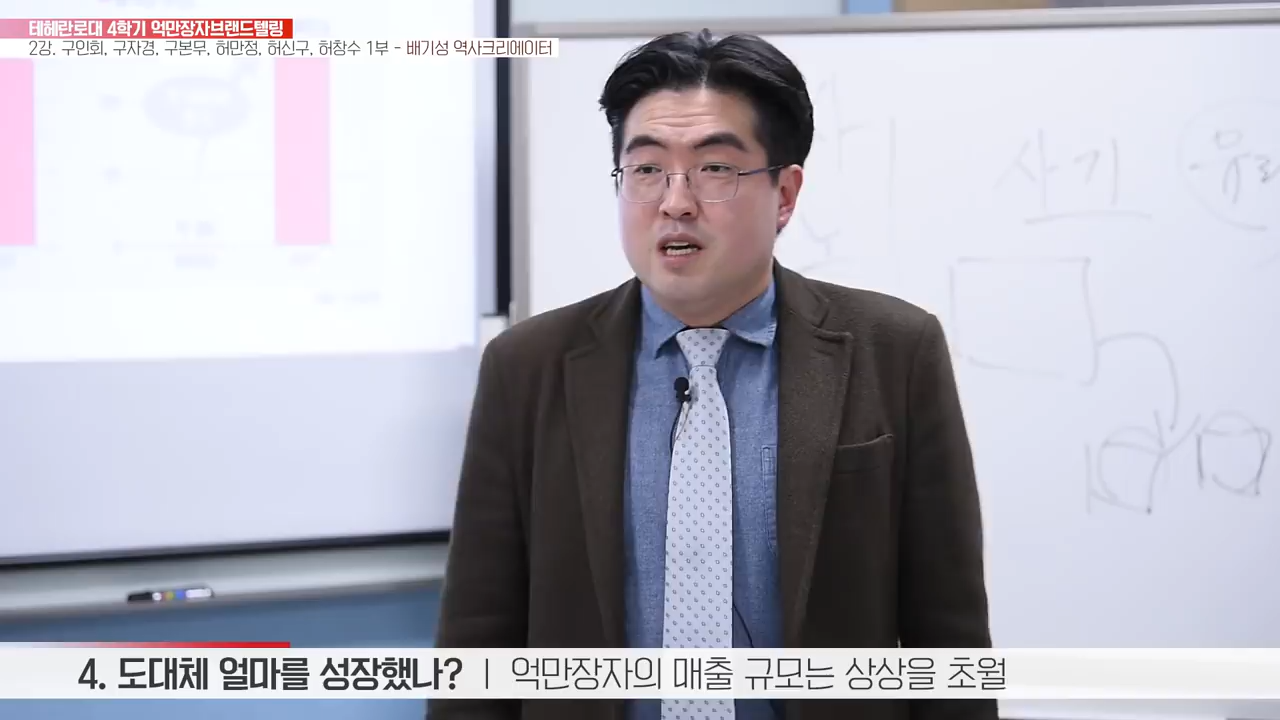 테헤란로대 4학기 억만장자브랜드텔링
2강. 구인회, 구자경, 구본무, 허만정, 허신구, 허창수 1부 - 배기성 역사크리에이터
사기
유리
4. 도대체 얼마를 성장했나? | 억만장자의 매출 규모는 상상을 초월